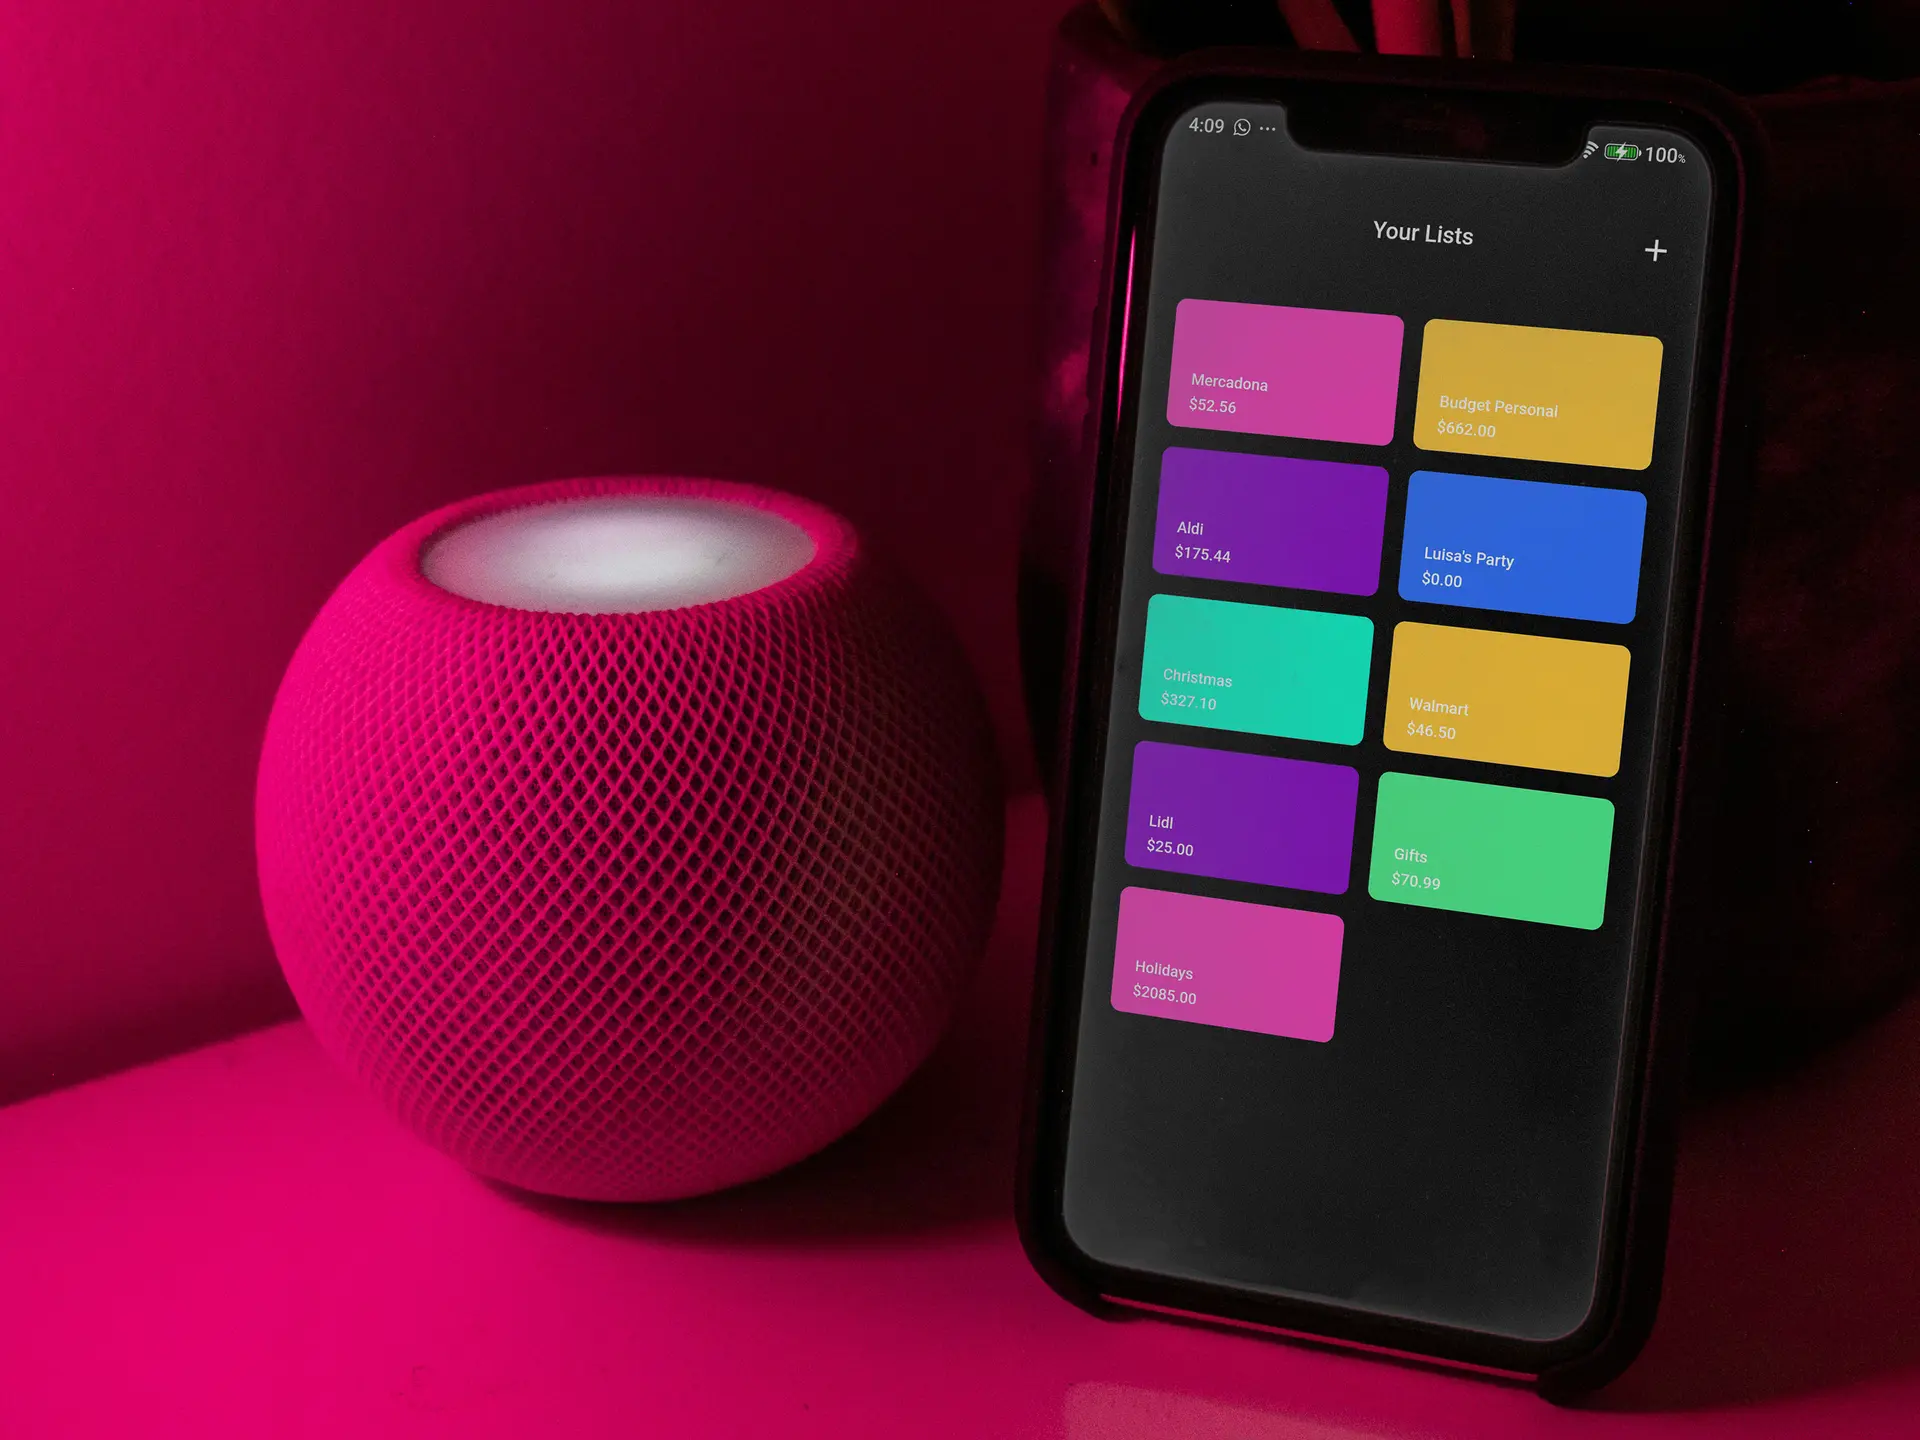 4:09
100%
Your Lists
+
Mercadona
$52.56
Budget Personal
$662.00
Aldi
$175.44
Luisa's Party
$0.00
Christmas
$327.10
Walmart
$46.50
Lidl
$25.00
Gifts
$70.99
Holidays
$2085.00